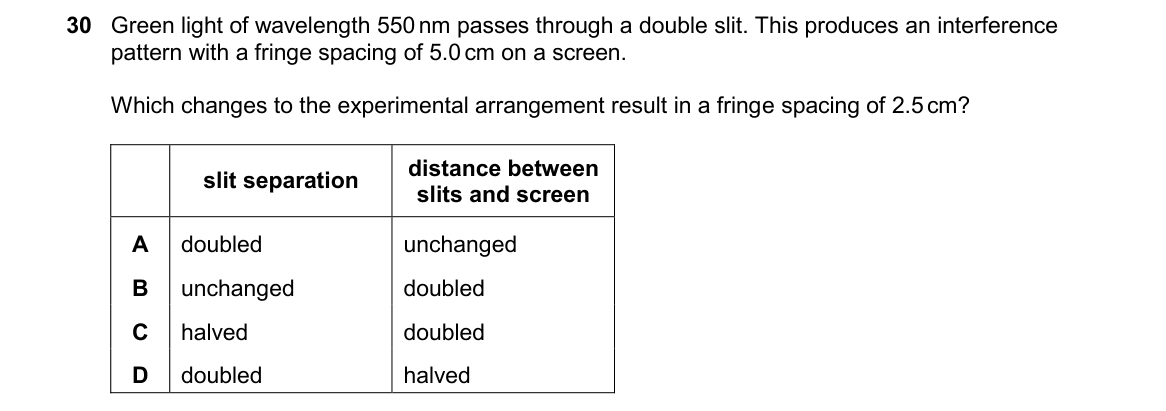 30 Green light of wavelength 550 nm passes through a double slit. This produces an interference
pattern with a fringe spacing of 5.0 cm on a screen.
Which changes to the experimental arrangement result in a fringe spacing of 2.5 cm?
slit separation
distance between
slits and screen
A doubled unchanged
B unchanged doubled
C halved doubled
D doubled halved